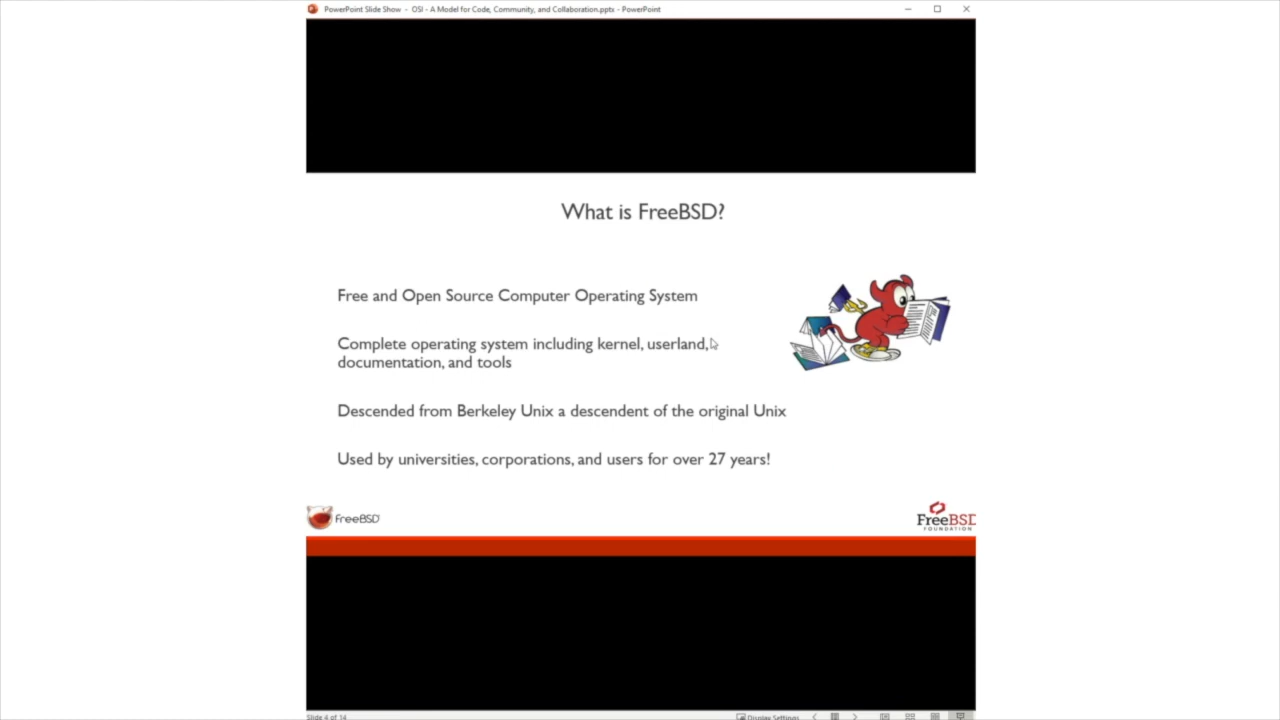 PowerPoint Slide Show - OSI - A Model for Code, Community, and Collaboration.pptx - PowerPoint
What is FreeBSD?
Free and Open Source Computer Operating System
Complete operating system including kernel, userland,
documentation, and tools
Descended from Berkeley Unix a descendent of the original Unix
Used by universities, corporations, and users for over 27 years!
FreeBSD
FreeBSD
FOUNDATION
Slide 4 of 14
Display Settings